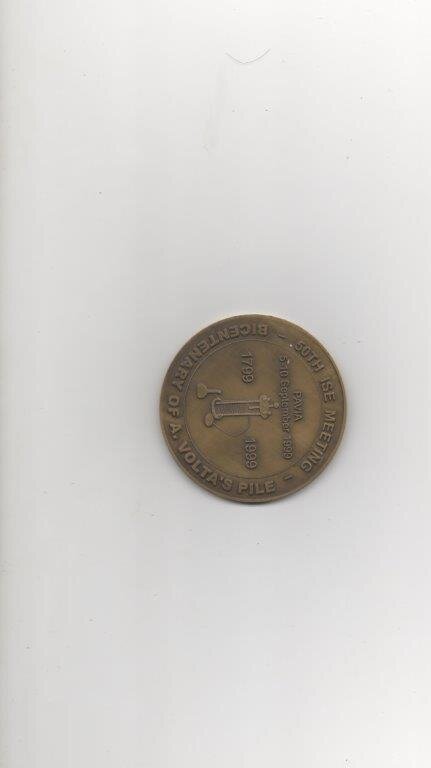 50TH ISE MEETING –
BICENTENARY OF A. VOLTA'S PILE –
PAVIA
5-10 September 1999
1799 1999